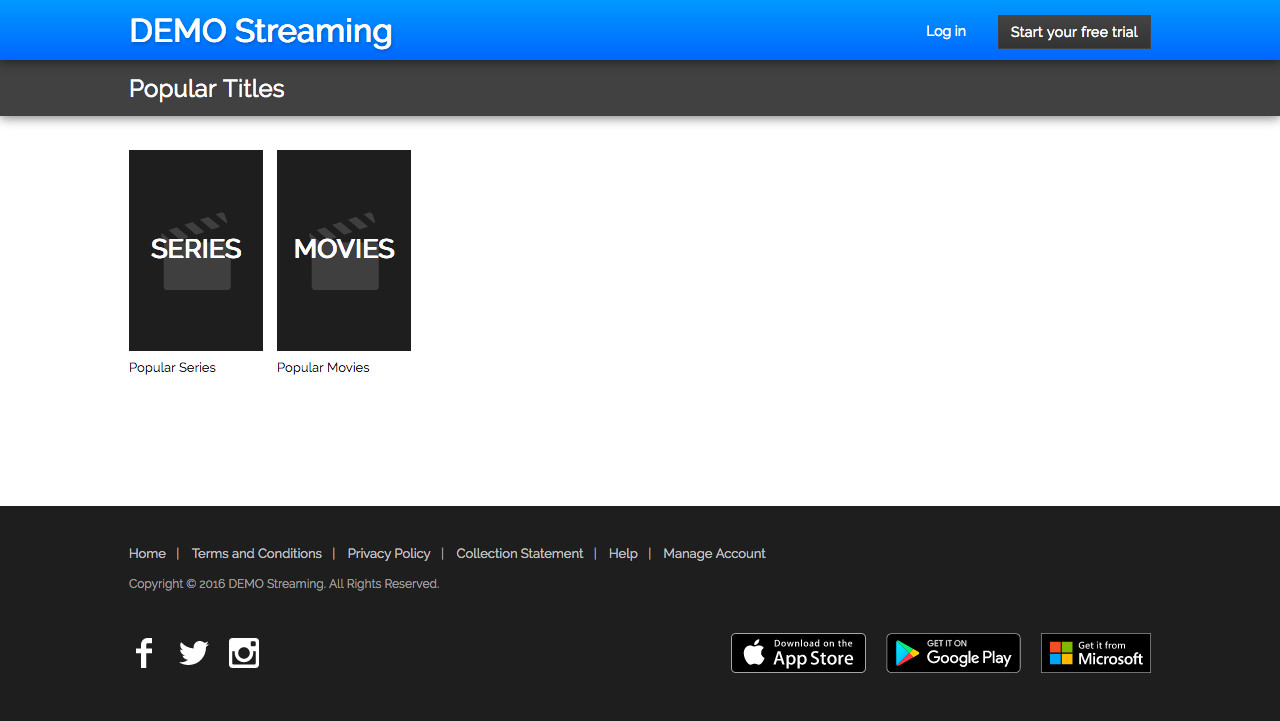 DEMO Streaming
Log in
Start your free trial
Popular Titles
SERIES
MOVIES
Popular Series
Popular Movies
Home | Terms and Conditions | Privacy Policy | Collection Statement | Help | Manage Account
Copyright © 2016 DEMO Streaming. All Rights Reserved.
Download on the
App Store
GET IT ON
Google Play
Get it from
Microsoft